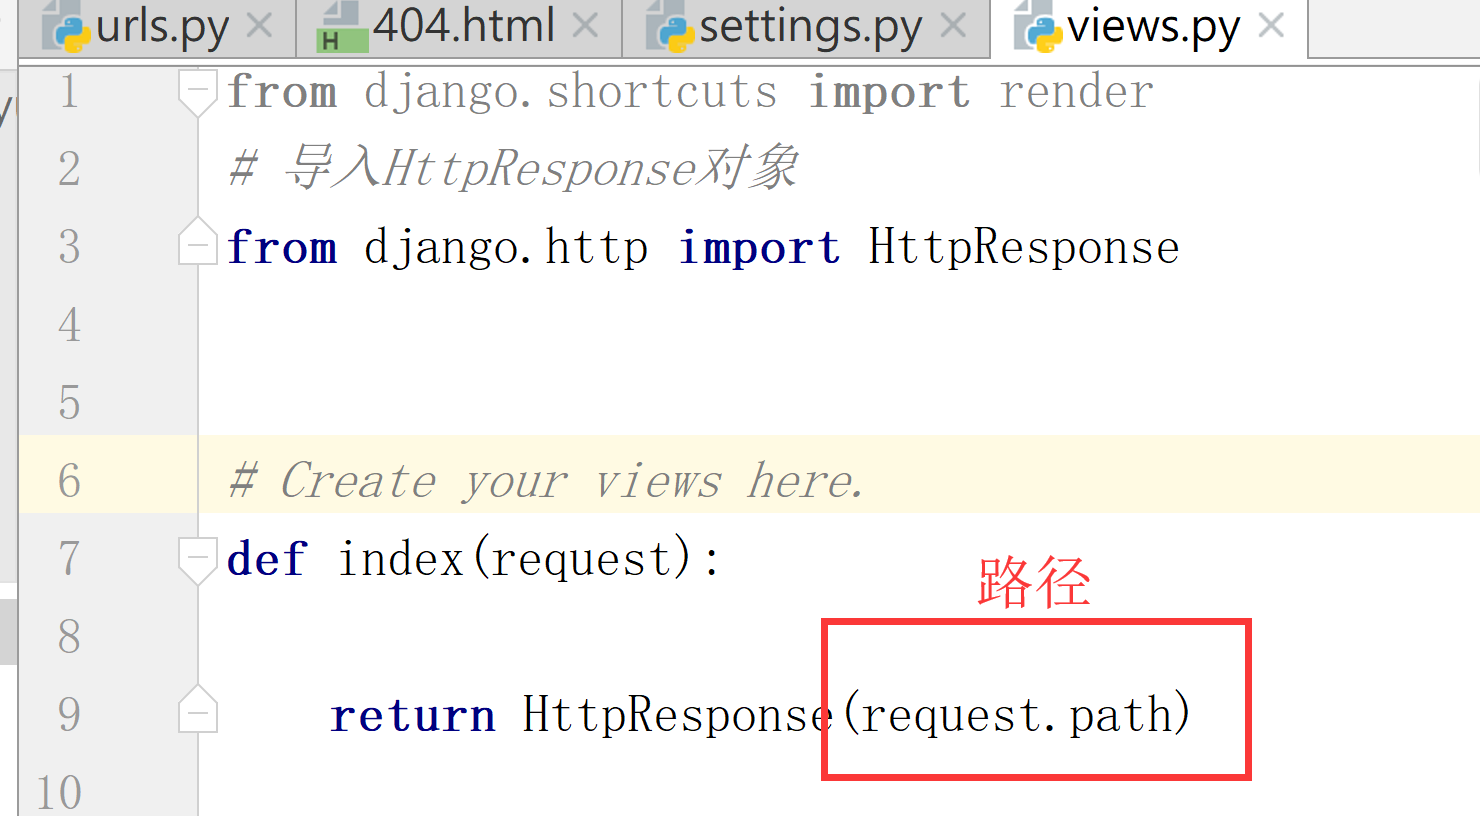 urls.py 404.html settings.py views.py
H
1 from django.shortcuts import render
2 # 导入HttpResponse对象
3 from django.http import HttpResponse
4
5
6 # Create your views here.
7 def index(request):
路径
8
9 return HttpResponse(request.path)
10